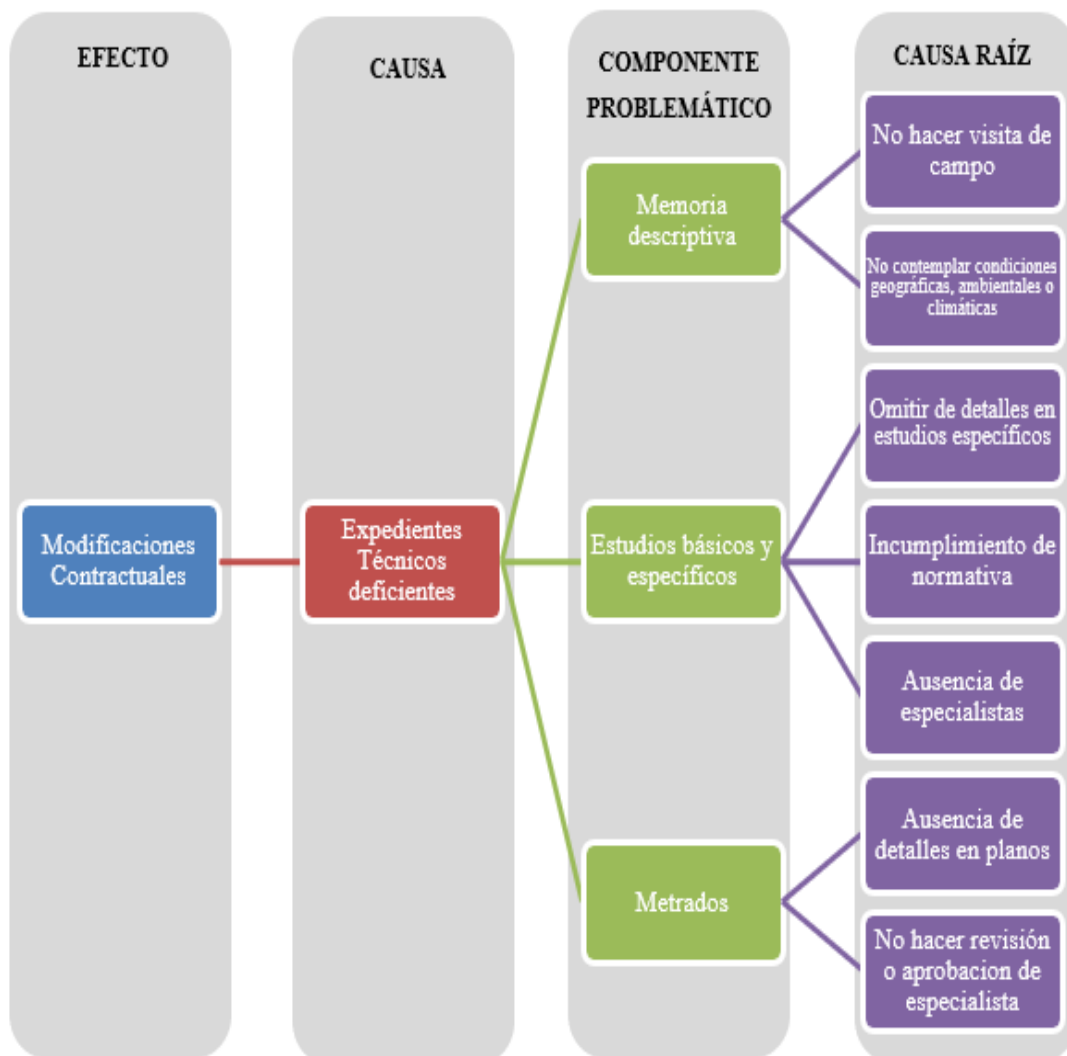 EFECTO
CAUSA
COMPONENTE
PROBLEMÁTICO
CAUSA RAÍZ
Modificaciones
Contractuales
Expedientes
Técnicos
deficientes
Memoria
descriptiva
Estudios básicos y
específicos
Metrados
No hacer visita de
campo
No contemplar condiciones
geográficas, ambientales o
climáticas
Omitir de detalles en
estudios específicos
Incumplimiento de
normativa
Ausencia de
especialistas
Ausencia de
detalles en planos
No hacer revisión
o aprobacion de
especialista